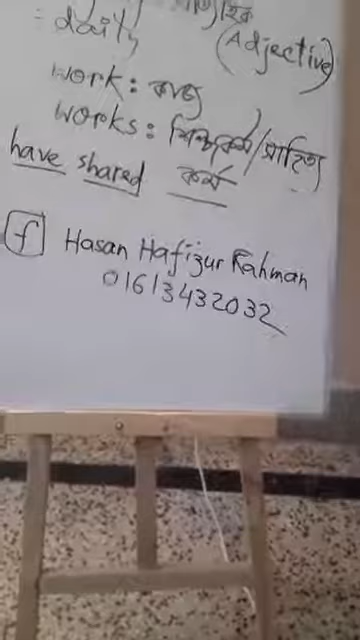 = daily
(Adjective)
work: কাজ
works: শিল্পকর্ম/সাহিত্য
কর্ম
have shared
f Hasan Hafizur Rahman
01613432032